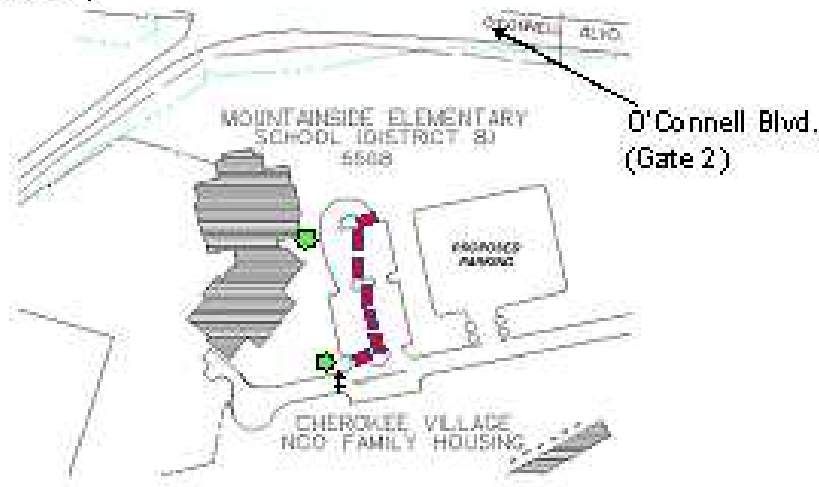 O'CONNELL BLVD.
MOUNTAINSIDE ELEMENTARY
SCHOOL (DISTRICT 8)
5508
O'Connell Blvd.
(Gate 2)
PROPOSED
PARKING
CHEROKEE VILLAGE
NCO FAMILY HOUSING